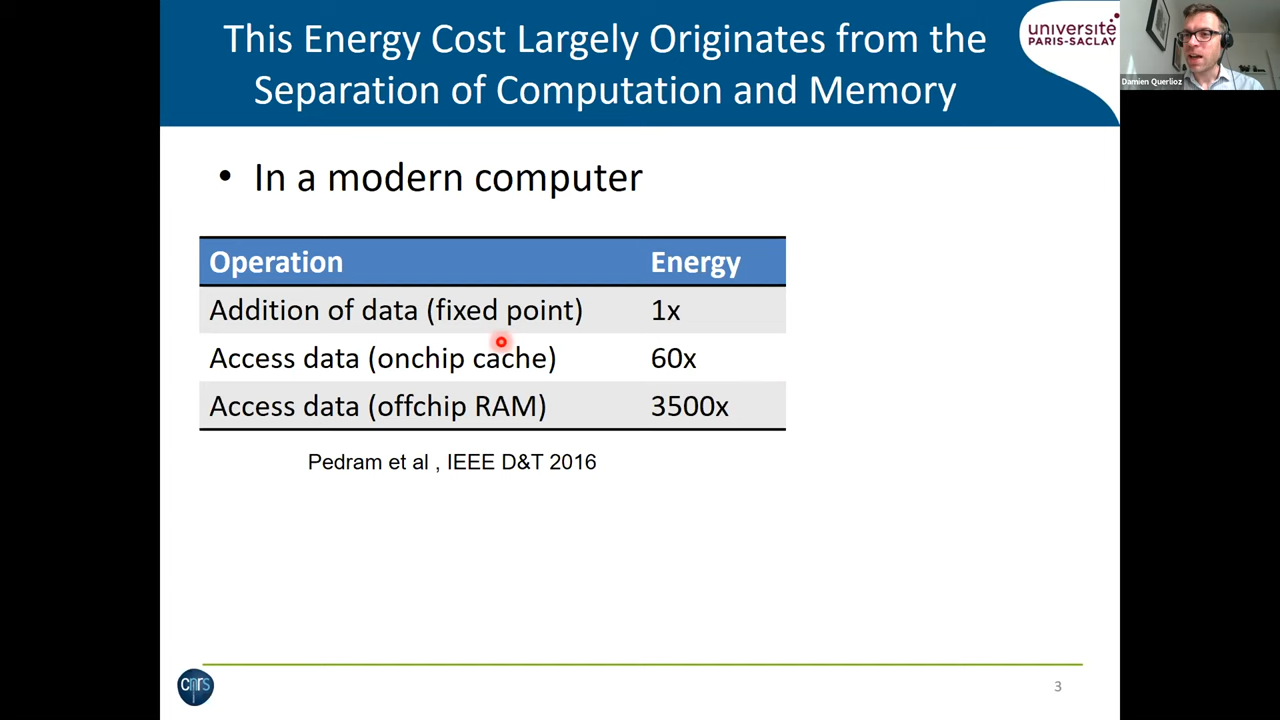 This Energy Cost Largely Originates from the
Separation of Computation and Memory
université
PARIS-SACLAY
Damien Querlioz
• In a modern computer
Operation Energy
Addition of data (fixed point) 1x
Access data (onchip cache) 60x
Access data (offchip RAM) 3500x
Pedram et al , IEEE D&T 2016
cnrs
3